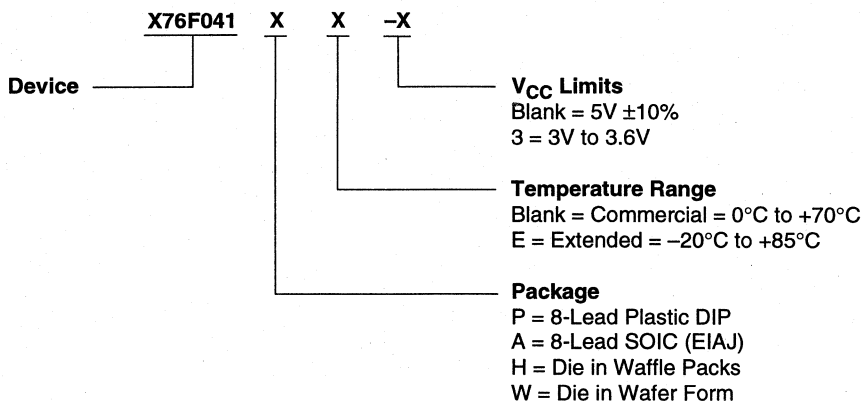 X76F041 X X –X
Device
VCC Limits
Blank = 5V ±10%
3 = 3V to 3.6V
Temperature Range
Blank = Commercial = 0°C to +70°C
E = Extended = –20°C to +85°C
Package
P = 8-Lead Plastic DIP
A = 8-Lead SOIC (EIAJ)
H = Die in Waffle Packs
W = Die in Wafer Form